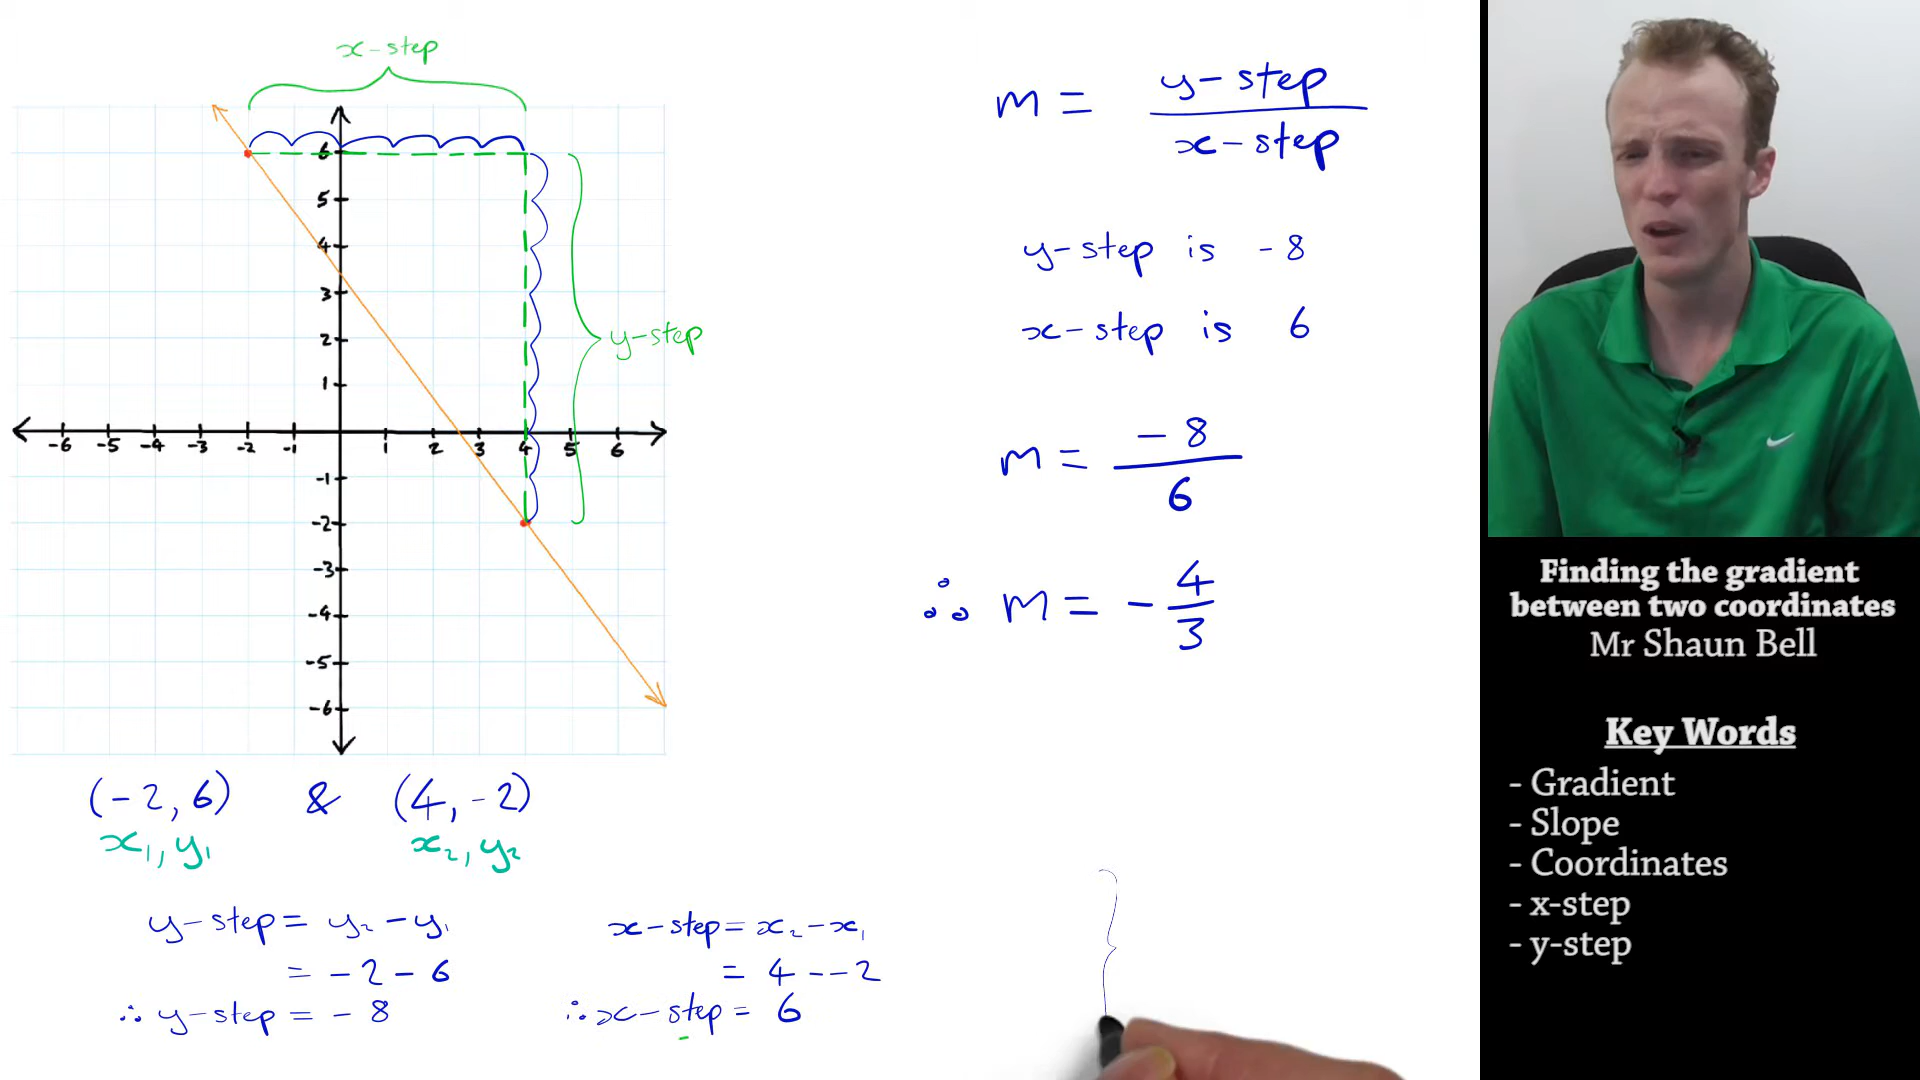 x-step
6
5
4
3
2
1
-6 -5 -4 -3 -2 -1 1 2 3 4 5 6
-1
-2
-3
-4
-5
-6
y-step
(-2, 6) & (4, -2)
x₁, y₁ x₂, y₂
y-step = y₂ - y₁
= -2 - 6
∴ y-step = -8
x-step = x₂ - x₁
= 4 - -2
∴ x-step = 6
m = y-step
x-step
y-step is -8
x-step is 6
m = -8
6
∴ m = - 4
3
Finding the gradient
between two coordinates
Mr Shaun Bell
Key Words
- Gradient
- Slope
- Coordinates
- x-step
- y-step